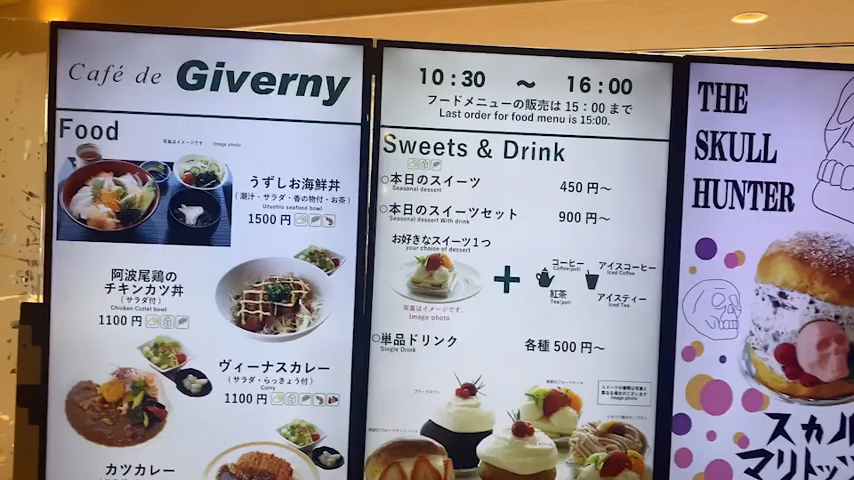 Café de Giverny
Food
写真はイメージです Image photo
うずしお海鮮丼
(潮汁・サラダ・香の物付・お茶)
Uzushio seafood bowl
1500円
阿波尾鶏の
チキンカツ丼
(サラダ付)
Chicken Cutlet bowl
1100円
ヴィーナスカレー
(サラダ・らっきょう付)
Curry
1100円
カツカレー
10:30 ～ 16:00
フードメニューの販売は15:00まで
Last order for food menu is 15:00.
Sweets & Drink
○本日のスイーツ 450円～
Seasonal dessert
○本日のスイーツセット 900円～
Seasonal dessert With drink
お好きなスイーツ1つ
your choice of dessert
+
コーヒー
Coffee(pot)
アイスコーヒー
Iced Coffee
紅茶
Tea(pot)
アイスティー
Iced Tea
写真はイメージです。
Image photo
○単品ドリンク 各種500円～
Single Drink
THE
SKULL
HUNTER
スカル
マリトッツ